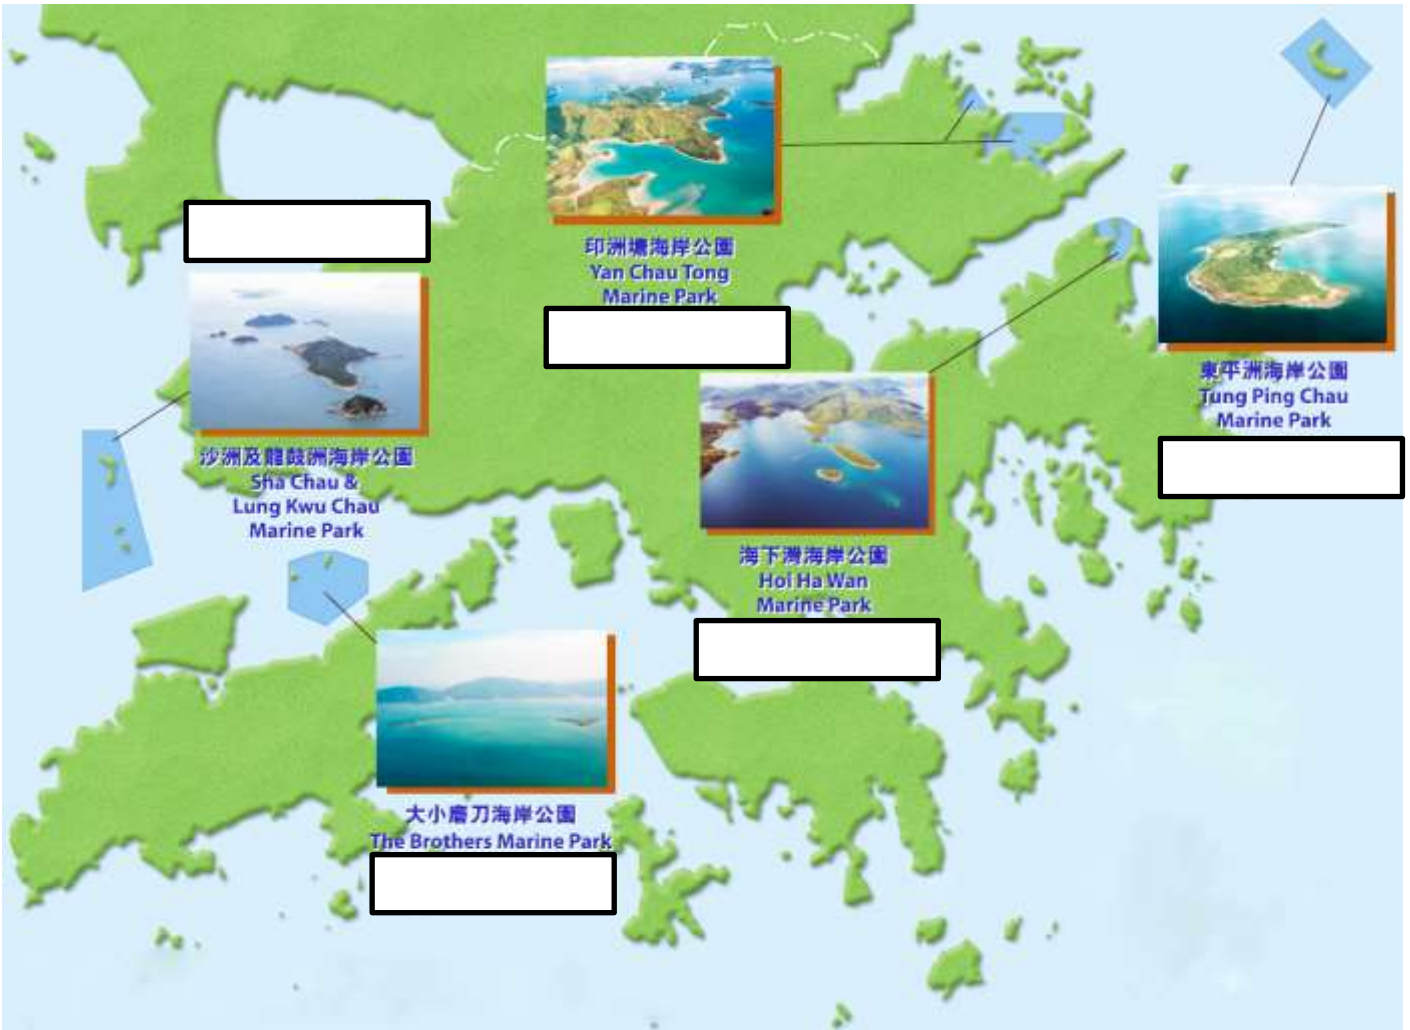 印洲塘海岸公園
Yan Chau Tong
Marine Park
東平洲海岸公園
Tung Ping Chau
Marine Park
沙洲及龍鼓洲海岸公園
Sha Chau &
Lung Kwu Chau
Marine Park
海下灣海岸公園
Hoi Ha Wan
Marine Park
大小磨刀海岸公園
The Brothers Marine Park